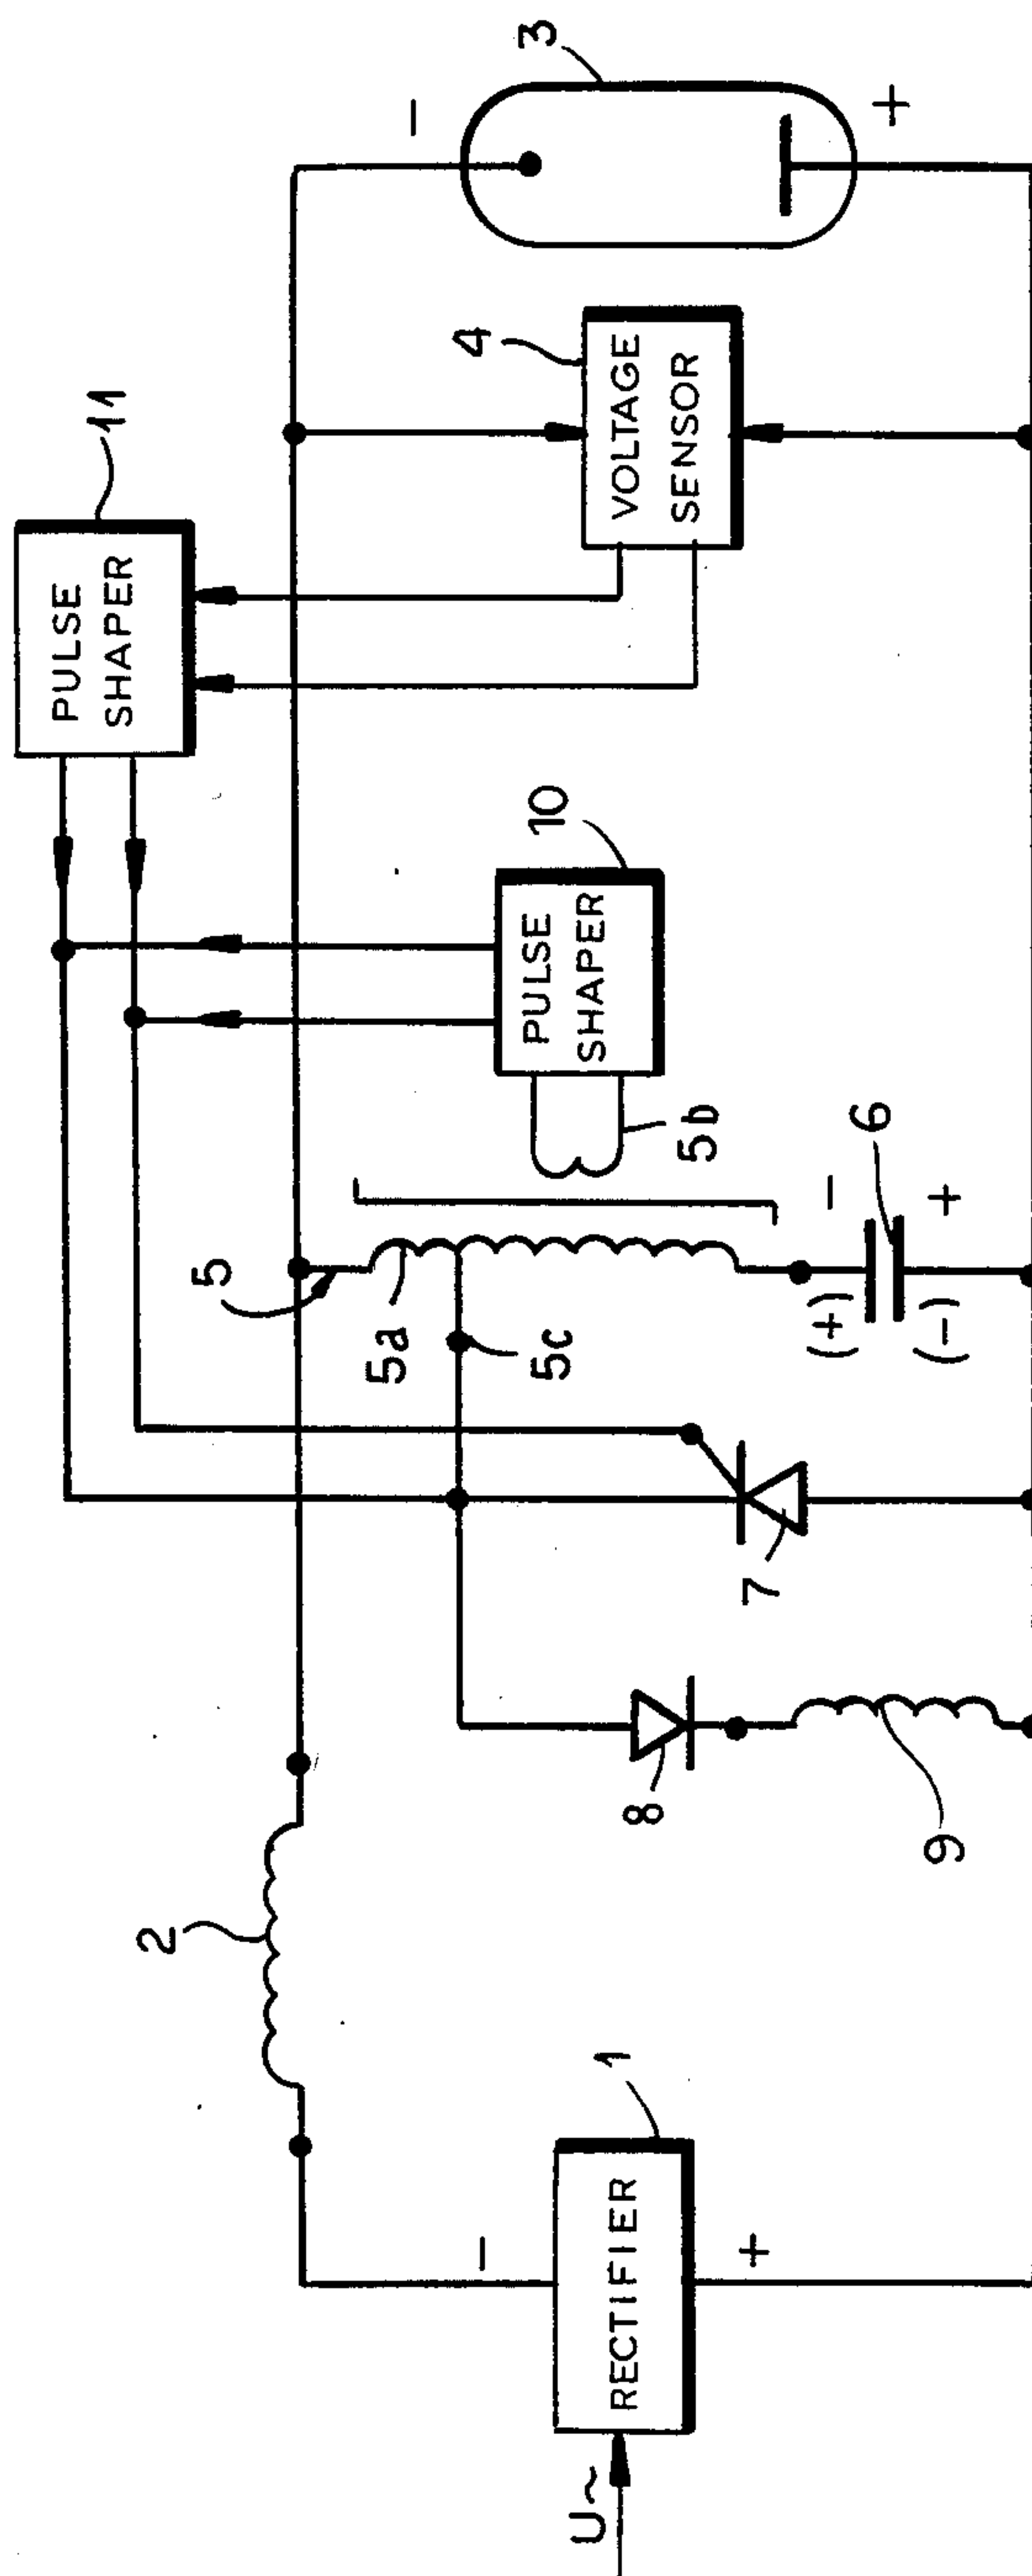 11
PULSE
SHAPER
3
-
+
4
VOLTAGE
SENSOR
10
PULSE
SHAPER
5b
5
5a
5c
-
+
6
(+)
(-)
7
8
9
2
1
-
RECTIFIER
+
U~